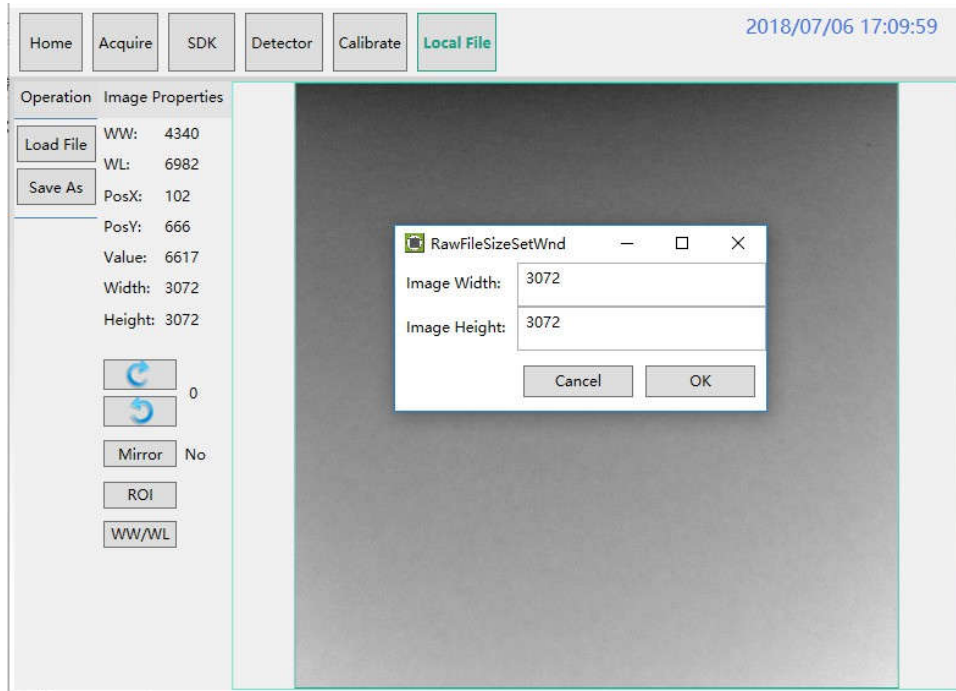 Home Acquire SDK Detector Calibrate Local File
2018/07/06 17:09:59
Operation Image Properties
Load File
Save As
WW: 4340
WL: 6982
PosX: 102
PosY: 666
Value: 6617
Width: 3072
Height: 3072
0
Mirror No
ROI
WW/WL
RawFileSizeSetWnd
Image Width: 3072
Image Height: 3072
Cancel OK